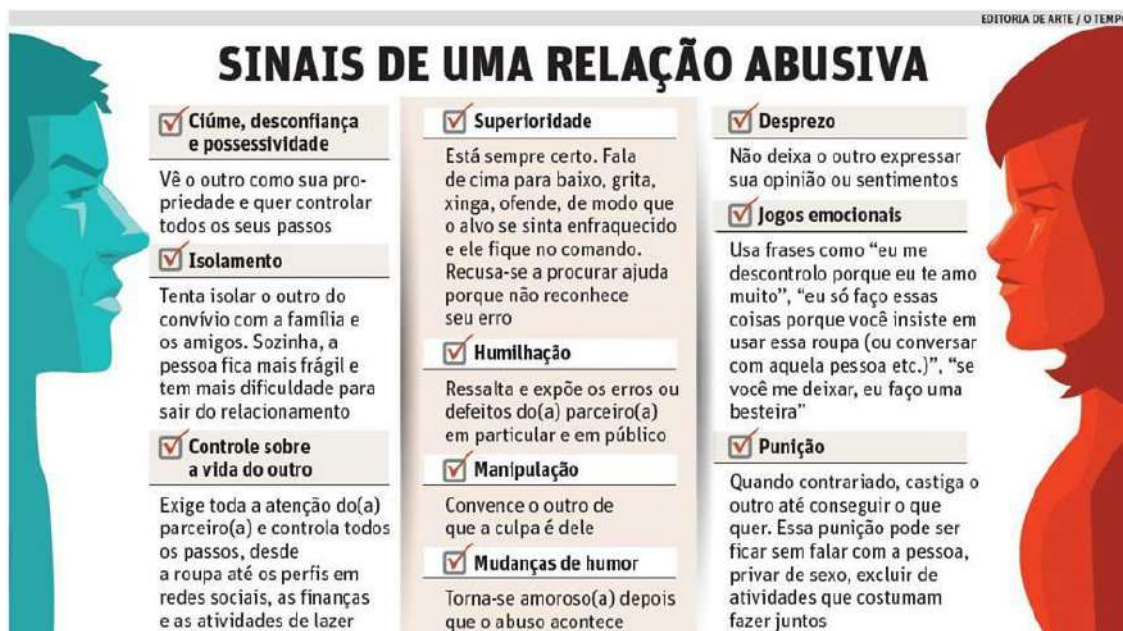 EDITORIA DE ARTE / O TEMPO
SINAIS DE UMA RELAÇÃO ABUSIVA
Ciúme, desconfiança
e possessividade
Vê o outro como sua pro-
priedade e quer controlar
todos os seus passos
Isolamento
Tenta isolar o outro do
convívio com a família e
os amigos. Sozinha, a
pessoa fica mais frágil e
tem mais dificuldade para
sair do relacionamento
Controle sobre
a vida do outro
Exige toda a atenção do(a)
parceiro(a) e controla todos
os passos, desde
a roupa até os perfis em
redes sociais, as finanças
e as atividades de lazer
Superioridade
Está sempre certo. Fala
de cima para baixo, grita,
xinga, ofende, de modo que
o alvo se sinta enfraquecido
e ele fique no comando.
Recusa-se a procurar ajuda
porque não reconhece
seu erro
Humilhação
Ressalta e expõe os erros ou
defeitos do(a) parceiro(a)
em particular e em público
Manipulação
Convence o outro de
que a culpa é dele
Mudanças de humor
Torna-se amoroso(a) depois
que o abuso acontece
Desprezo
Não deixa o outro expressar
sua opinião ou sentimentos
Jogos emocionais
Usa frases como “eu me
descontrolo porque eu te amo
muito”, “eu só faço essas
coisas porque você insiste em
usar essa roupa (ou conversar
com aquela pessoa etc.)”, “se
você me deixar, eu faço uma
besteira”
Punição
Quando contrariado, castiga o
outro até conseguir o que
quer. Essa punição pode ser
ficar sem falar com a pessoa,
privar de sexo, excluir de
atividades que costumam
fazer juntos